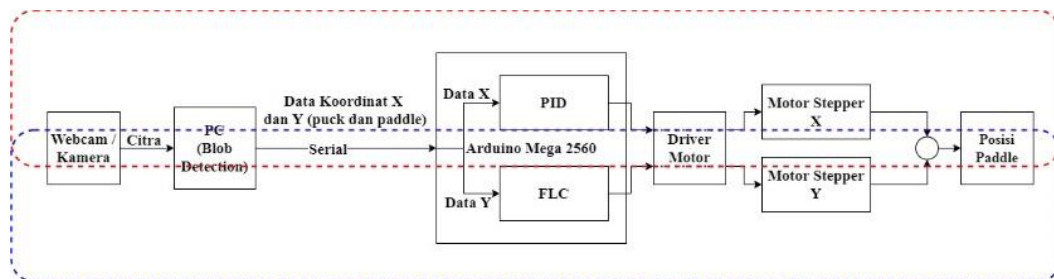 Webcam /
Kamera
Citra
PC
(Blob
Detection)
Data Koordinat X
dan Y (puck dan paddle)
Serial
Data X
PID
Arduino Mega 2560
Data Y
FLC
Driver
Motor
Motor Stepper
X
Motor Stepper
Y
Posisi
Paddle